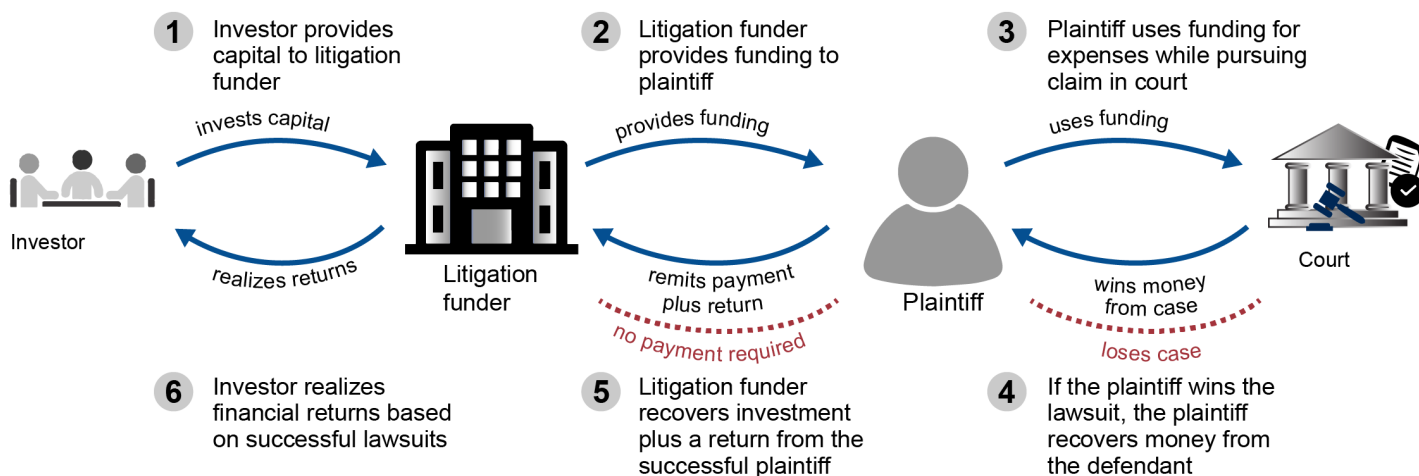 1
Investor provides
capital to litigation
funder
2
Litigation funder
provides funding to
plaintiff
3
Plaintiff uses funding for
expenses while pursuing
claim in court
invests capital
provides funding
uses funding
Investor
Litigation
funder
Plaintiff
Court
realizes returns
remits payment
plus return
no payment required
wins money
from case
loses case
6
Investor realizes
financial returns based
on successful lawsuits
5
Litigation funder
recovers investment
plus a return from the
successful plaintiff
4
If the plaintiff wins the
lawsuit, the plaintiff
recovers money from
the defendant